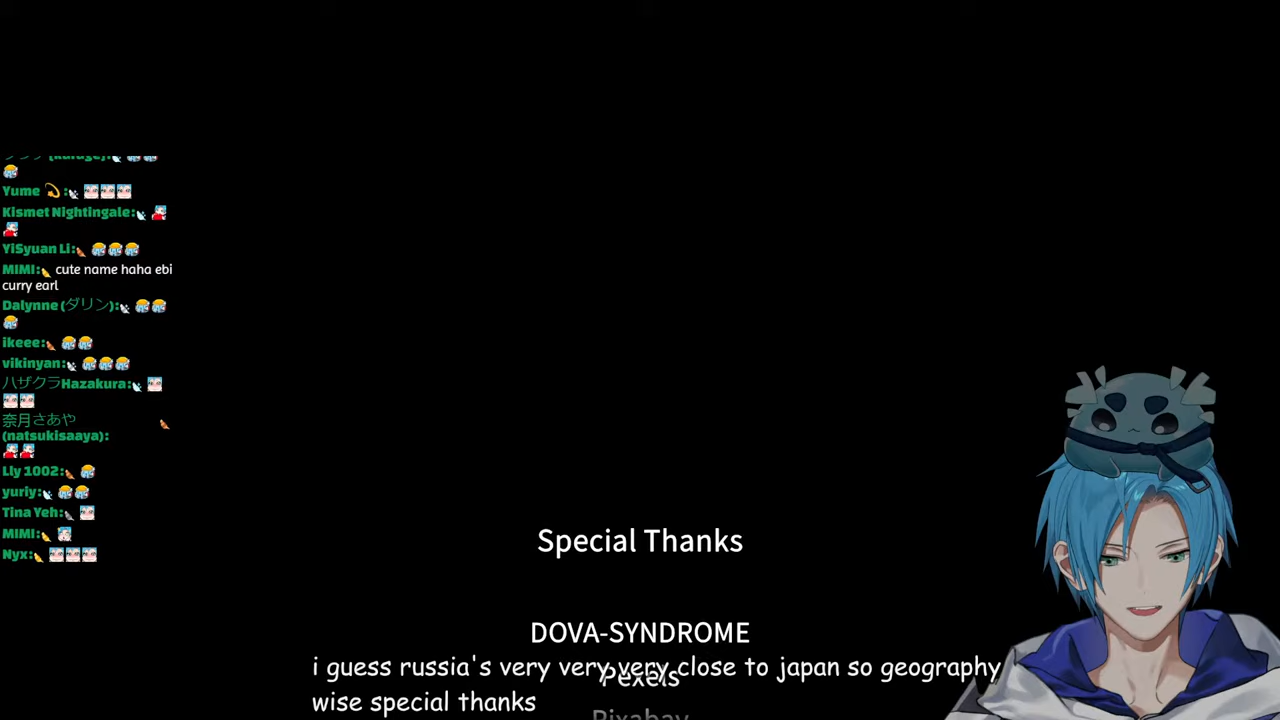 Yume :
Kismet Nightingale:
YiSyuan Li:
MIMI: cute name haha ebi
curry earl
Dalynne (ダリン):
ikeee:
vikinyan:
ハザクラHazakura:
奈月さあや
(natsukisaaya):
Lly 1002:
yuriy:
Tina Yeh:
MIMI:
Nyx:
Special Thanks
DOVA-SYNDROME
i guess russia's very very very close to japan so geography
Pexels
wise special thanks
Pixabay